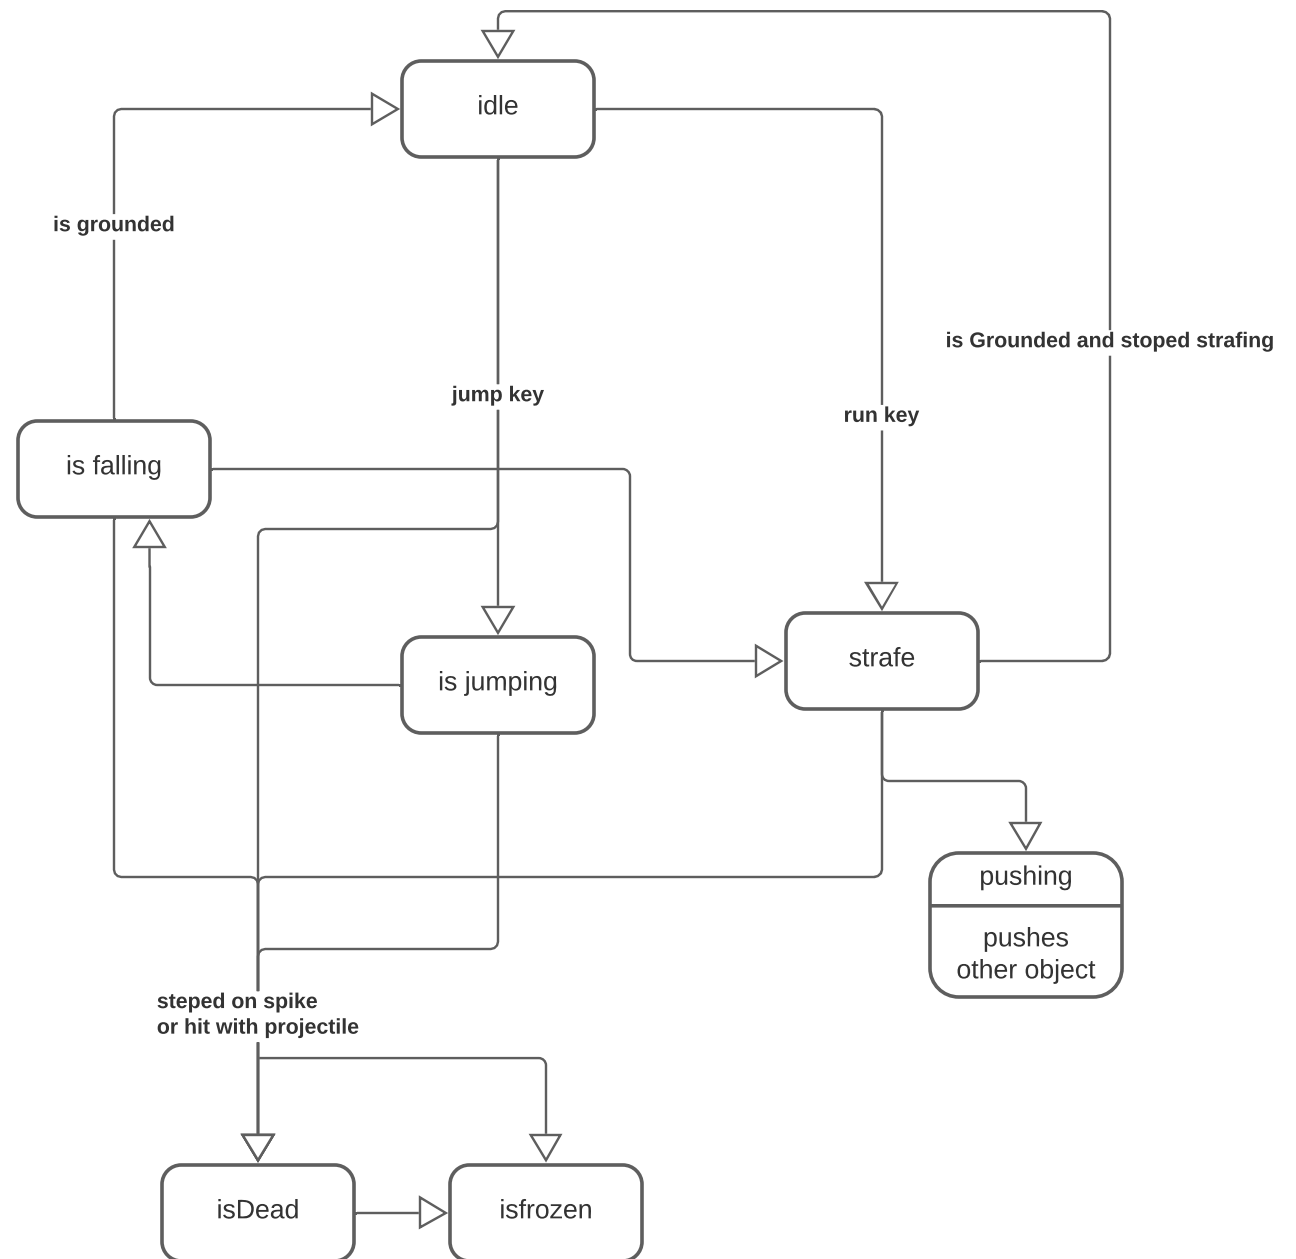 idle
is grounded
is Grounded and stoped strafing
jump key
run key
is falling
strafe
is jumping
pushing
pushes
other object
steped on spike
or hit with projectile
isDead
isfrozen